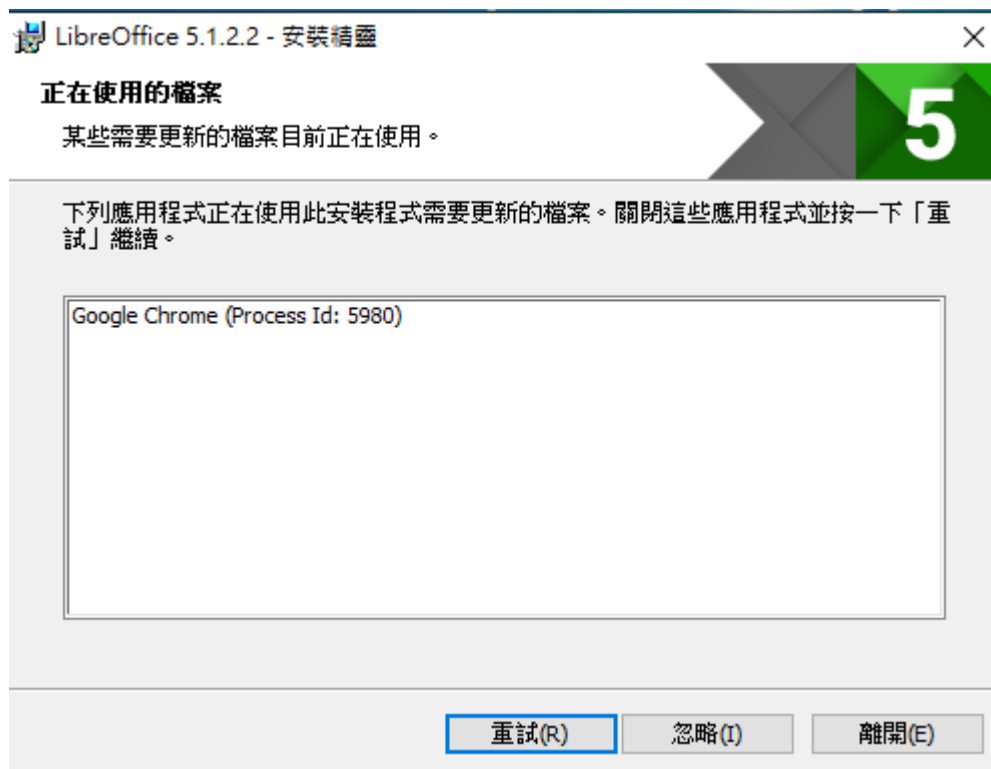 LibreOffice 5.1.2.2 - 安裝精靈
正在使用的檔案
某些需要更新的檔案目前正在使用。
5
下列應用程式正在使用此安裝程式需要更新的檔案。關閉這些應用程式並按一下「重
試」繼續。
Google Chrome (Process Id: 5980)
重試(R) 忽略(I) 離開(E)